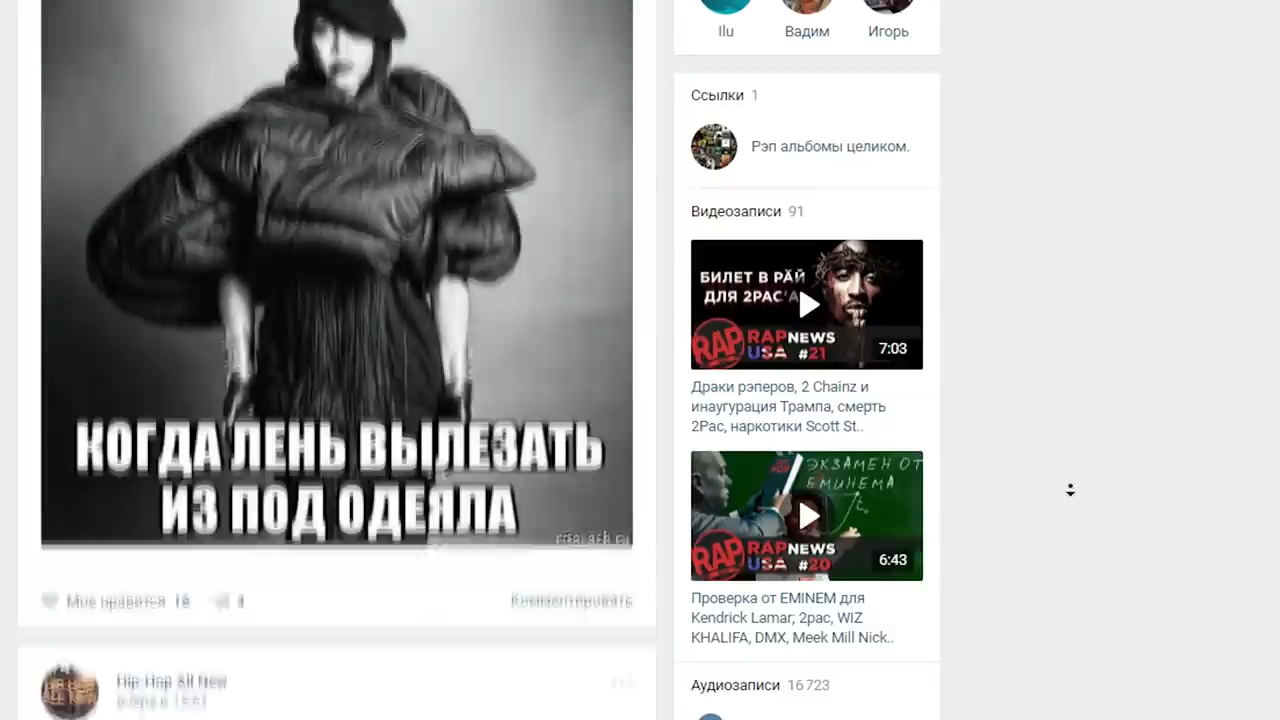 КОГДА ЛЕНЬ ВЫЛЕЗАТЬ
ИЗ ПОД ОДЕЯЛА
Мне нравится 16
Комментировать
Hip-Hop All New
Ilu
Вадим
Игорь
Ссылки 1
Рэп альбомы целиком.
Видеозаписи 91
БИЛЕТ В РАЙ
ДЛЯ 2PAC'А
RAP
RAPNEWS
USA #21
7:03
Драки рэперов, 2 Chainz и
инаугурация Трампа, смерть
2Pac, наркотики Scott St..
ЭКЗАМЕН ОТ
ЕМИНЕМА
RAP
RAPNEWS
USA #20
6:43
Проверка от EMINEM для
Kendrick Lamar; 2pac, WIZ
KHALIFA, DMX, Meek Mill Nick..
Аудиозаписи 16 723